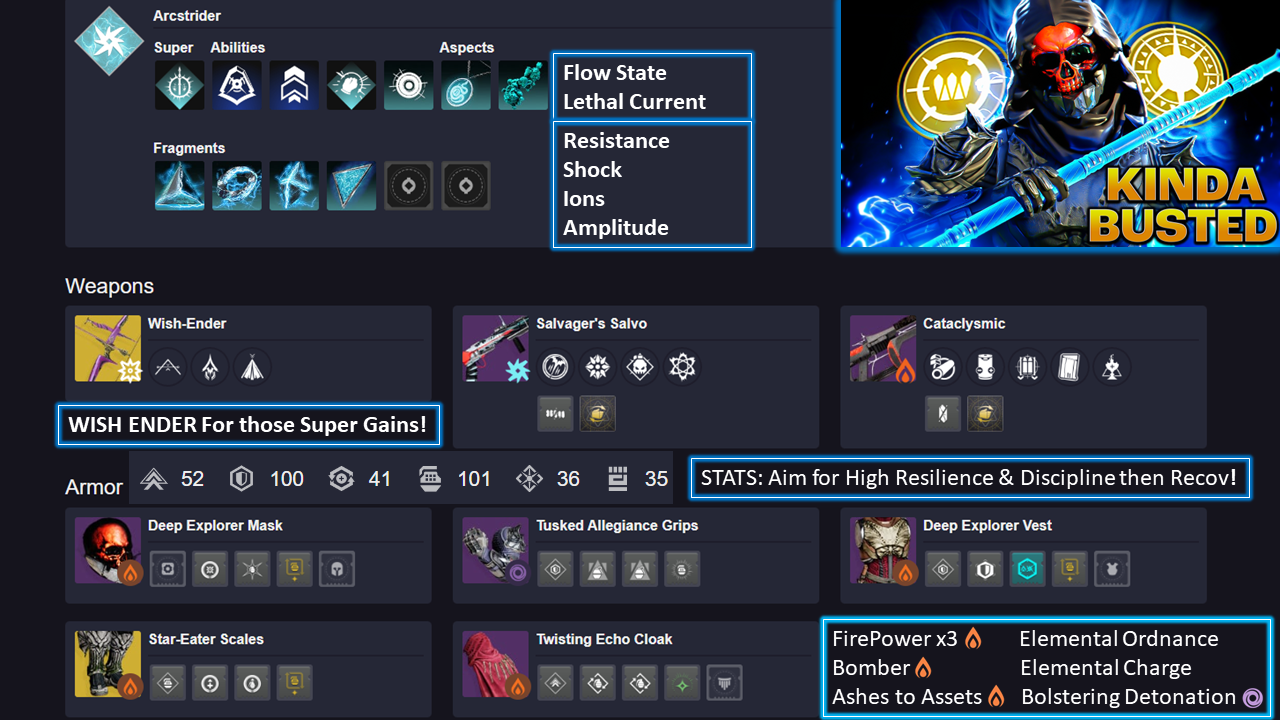 Arcstrider
Super Abilities Aspects
Flow State
Lethal Current
Fragments
Resistance
Shock
Ions
Amplitude
KINDA
BUSTED
Weapons
Wish-Ender
Salvager's Salvo
Cataclysmic
WISH ENDER For those Super Gains!
Armor 52 100 41 101 36 35
STATS: Aim for High Resilience & Discipline then Recov!
Deep Explorer Mask
Tusked Allegiance Grips
Deep Explorer Vest
Star-Eater Scales
Twisting Echo Cloak
FirePower x3 Elemental Ordnance
Bomber Elemental Charge
Ashes to Assets Bolstering Detonation